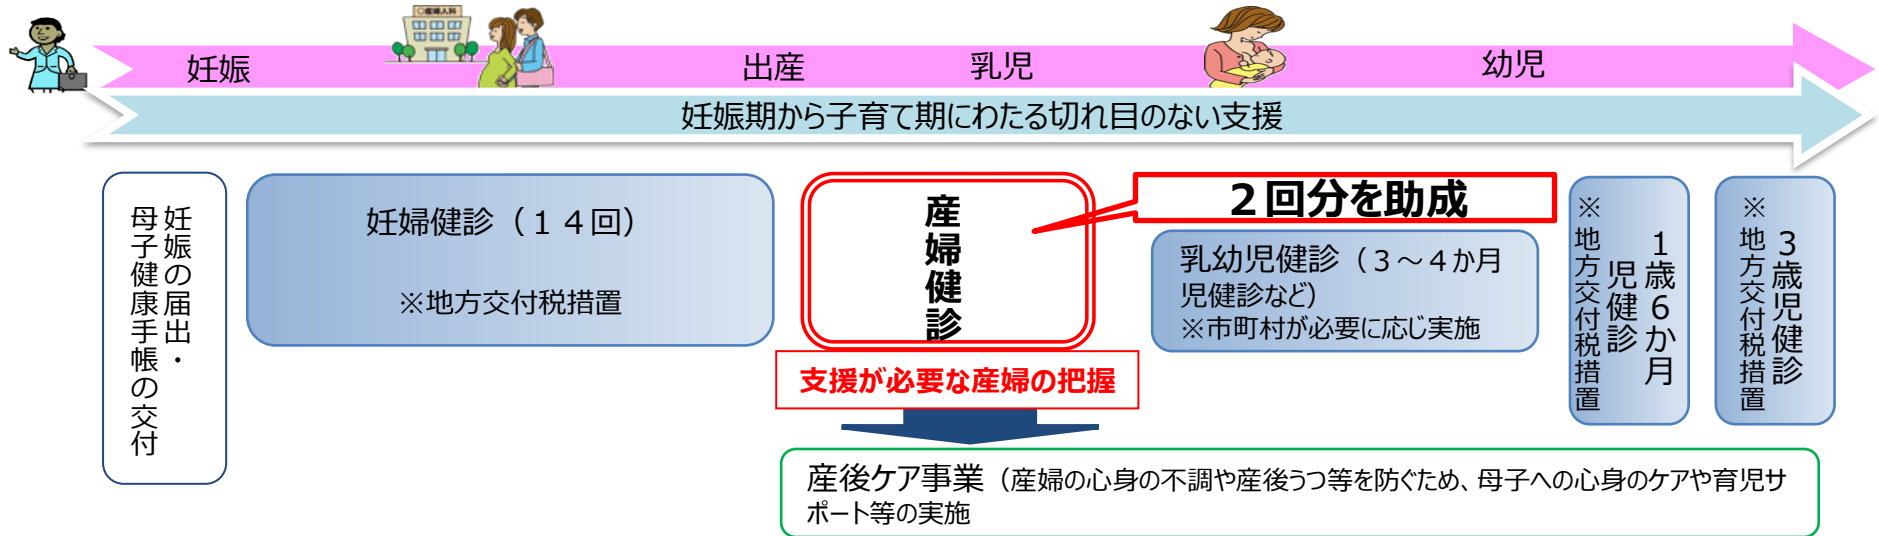 ○産婦人科
妊娠
出産
乳児
幼児
妊娠期から子育て期にわたる切れ目のない支援
妊娠の届出・
母子健康手帳の交付
妊婦健診（１４回）
※地方交付税措置
産婦健診
２回分を助成
支援が必要な産婦の把握
乳幼児健診（３～４か月
児健診など）
※市町村が必要に応じ実施
１歳６か月
児健診
※地方交付税措置
３歳児健診
※地方交付税措置
産後ケア事業（産婦の心身の不調や産後うつ等を防ぐため、母子への心身のケアや育児サ
ポート等の実施